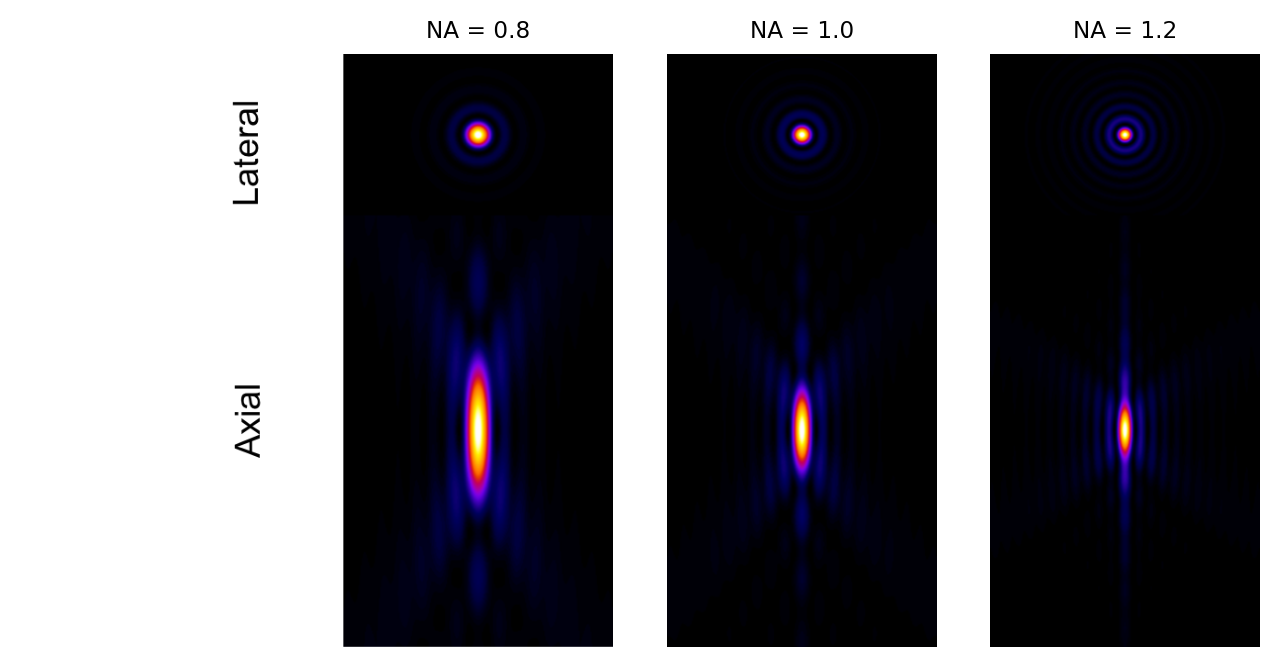 NA = 0.8
NA = 1.0
NA = 1.2
Lateral
Axial